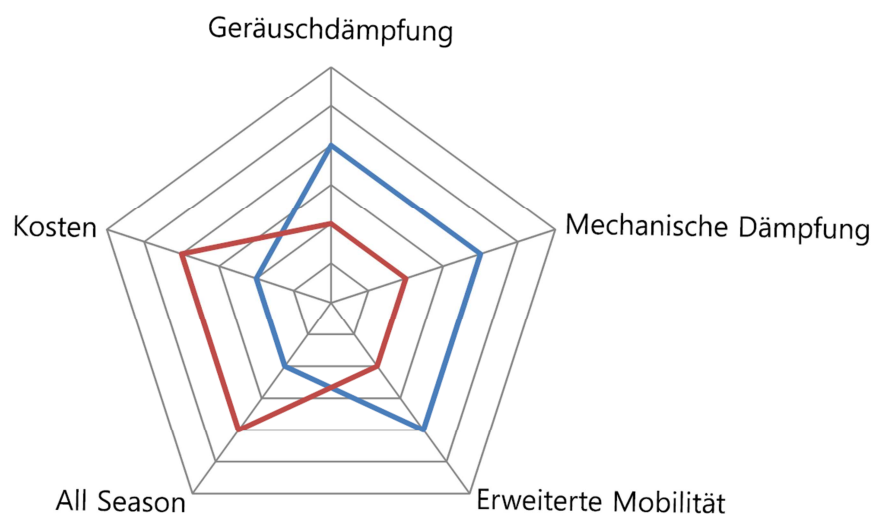 Geräuschdämpfung
Kosten
Mechanische Dämpfung
All Season
Erweiterte Mobilität